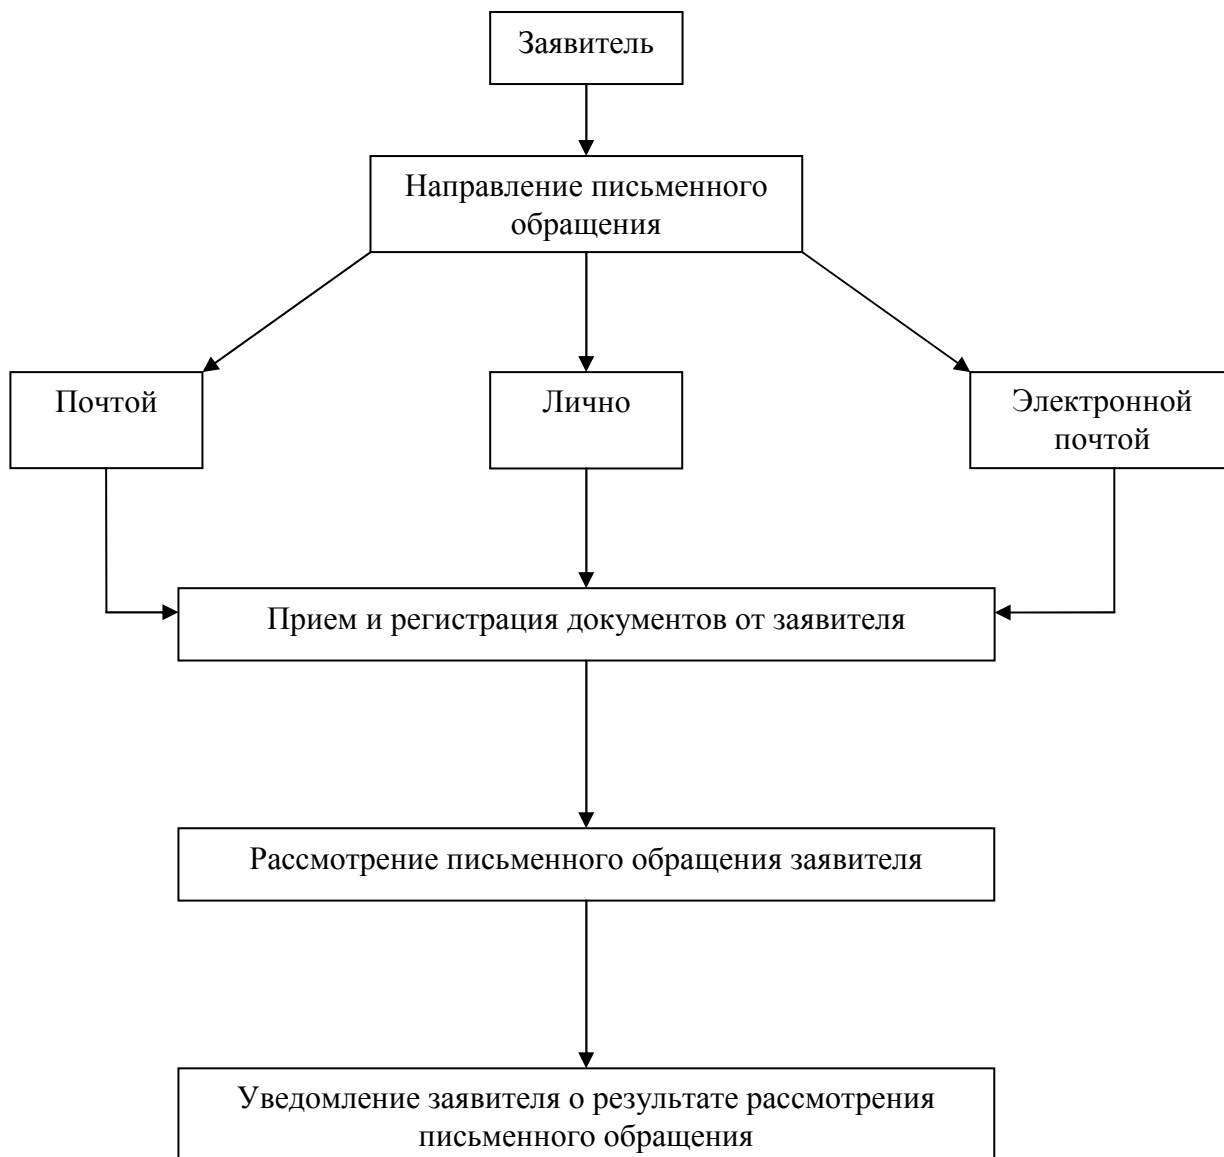 Заявитель
Направление письменного
обращения
Почтой
Лично
Электронной
почтой
Прием и регистрация документов от заявителя
Рассмотрение письменного обращения заявителя
Уведомление заявителя о результате рассмотрения
письменного обращения